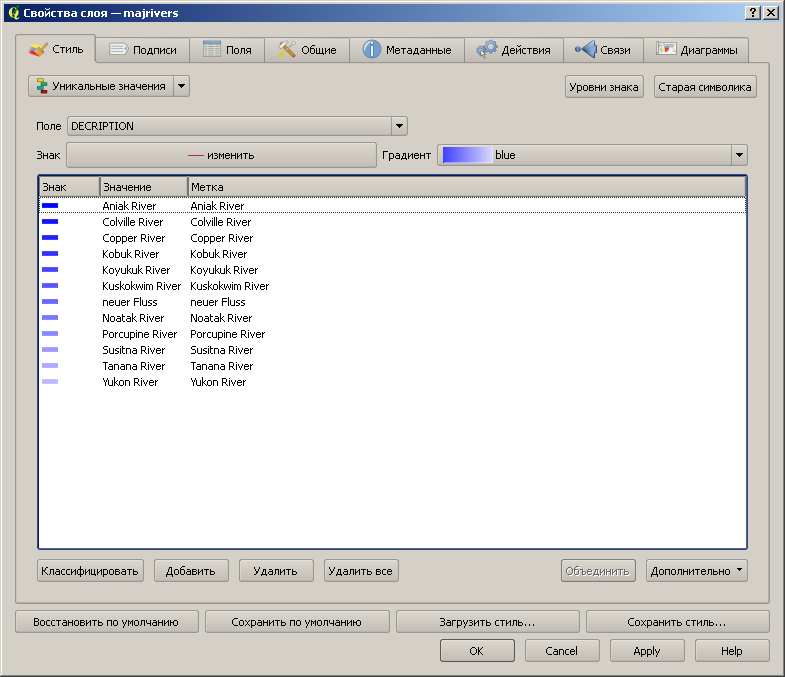 Свойства слоя — majrivers
Стиль Подписи Поля Общие Метаданные Действия Связи Диаграммы
Уникальные значения Уровни знака Старая символика
Поле DECRIPTION
Знак изменить Градиент blue
Знак Значение Метка
Aniak River Aniak River
Colville River Colville River
Copper River Copper River
Kobuk River Kobuk River
Koyukuk River Koyukuk River
Kuskokwim River Kuskokwim River
neuer Fluss neuer Fluss
Noatak River Noatak River
Porcupine River Porcupine River
Susitna River Susitna River
Tanana River Tanana River
Yukon River Yukon River
Классифицировать Добавить Удалить Удалить все Объединить Дополнительно
Восстановить по умолчанию Сохранить по умолчанию Загрузить стиль... Сохранить стиль...
OK Cancel Apply Help